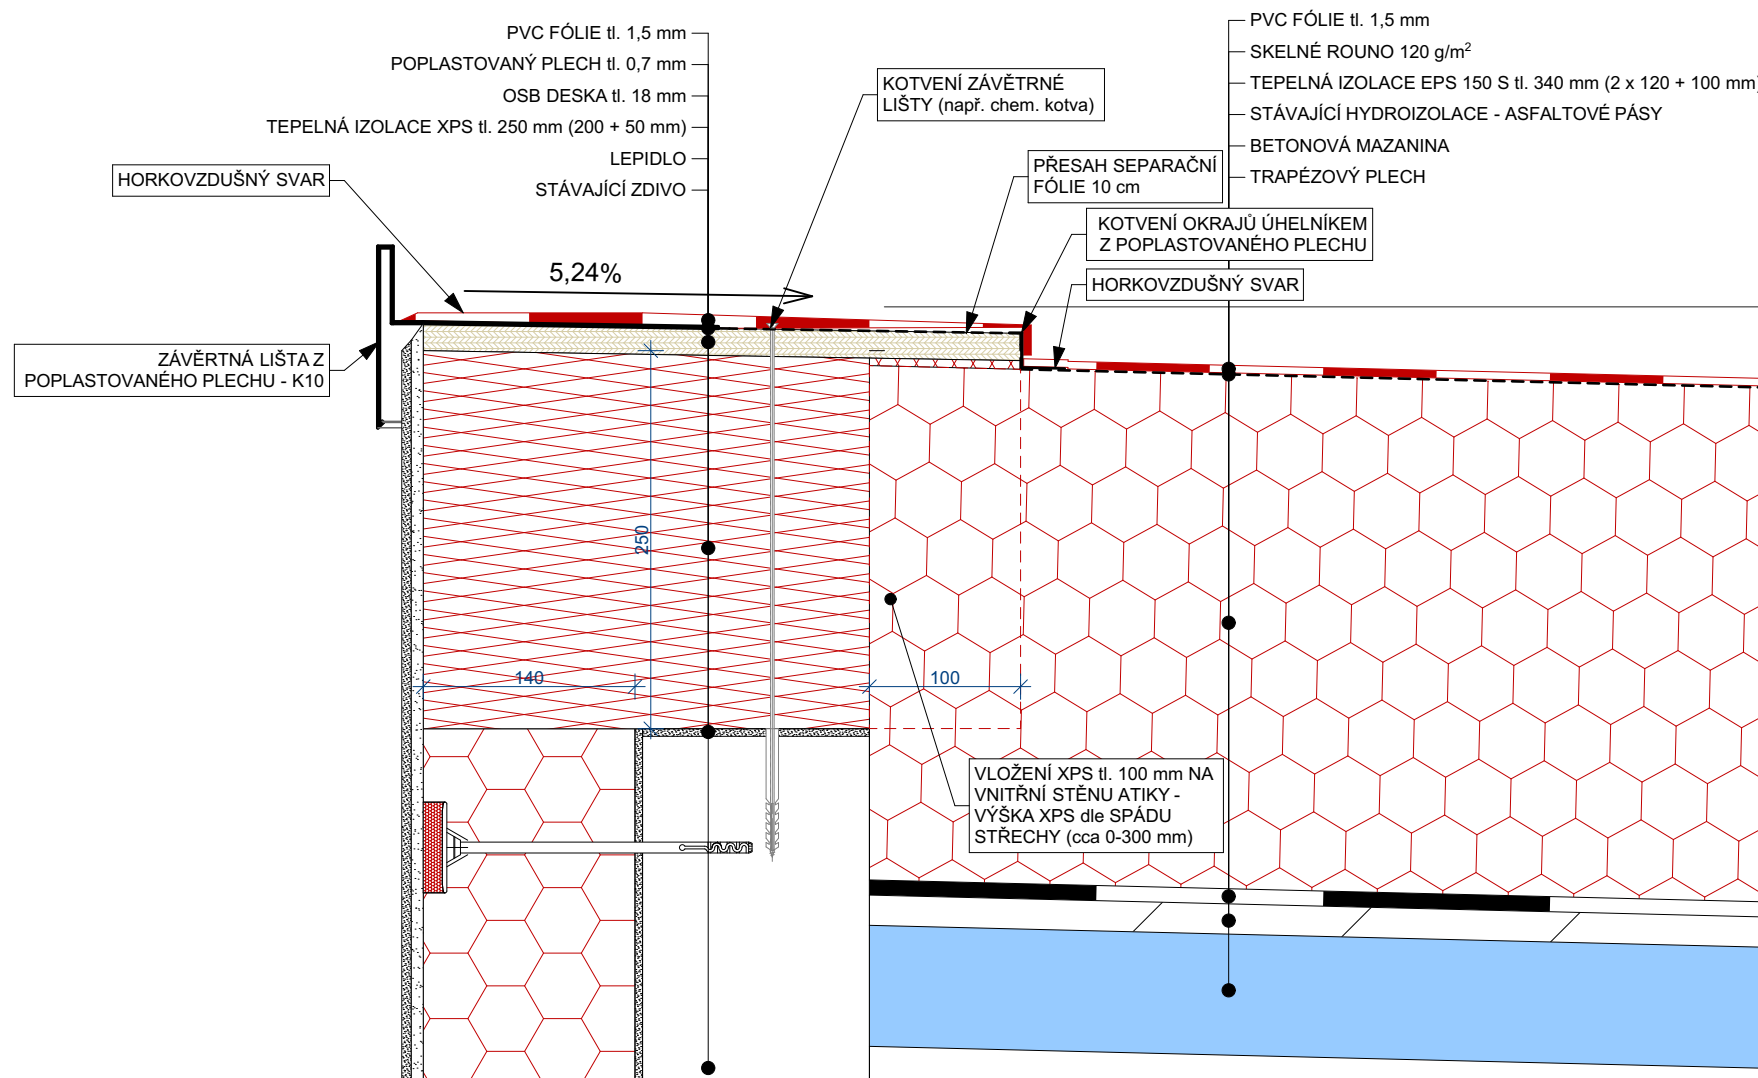 PVC FÓLIE tl. 1,5 mm
POPLASTOVANÝ PLECH tl. 0,7 mm
OSB DESKA tl. 18 mm
TEPELNÁ IZOLACE XPS tl. 250 mm (200 + 50 mm)
LEPIDLO
STÁVAJÍCÍ ZDIVO
HORKOVZDUŠNÝ SVAR
KOTVENÍ ZÁVĚTRNÉ
LIŠTY (např. chem. kotva)
PVC FÓLIE tl. 1,5 mm
SKELNÉ ROUNO 120 g/m²
TEPELNÁ IZOLACE EPS 150 S tl. 340 mm (2 x 120 + 100 mm)
STÁVAJÍCÍ HYDROIZOLACE - ASFALTOVÉ PÁSY
BETONOVÁ MAZANINA
TRAPÉZOVÝ PLECH
PŘESAH SEPARAČNÍ
FÓLIE 10 cm
KOTVENÍ OKRAJŮ ÚHELNÍKEM
Z POPLASTOVANÉHO PLECHU
HORKOVZDUŠNÝ SVAR
5,24%
ZÁVĚRTNÁ LIŠTA Z
POPLASTOVANÉHO PLECHU - K10
250
140
100
VLOŽENÍ XPS tl. 100 mm NA
VNITŘNÍ STĚNU ATIKY -
VÝŠKA XPS dle SPÁDU
STŘECHY (cca 0-300 mm)